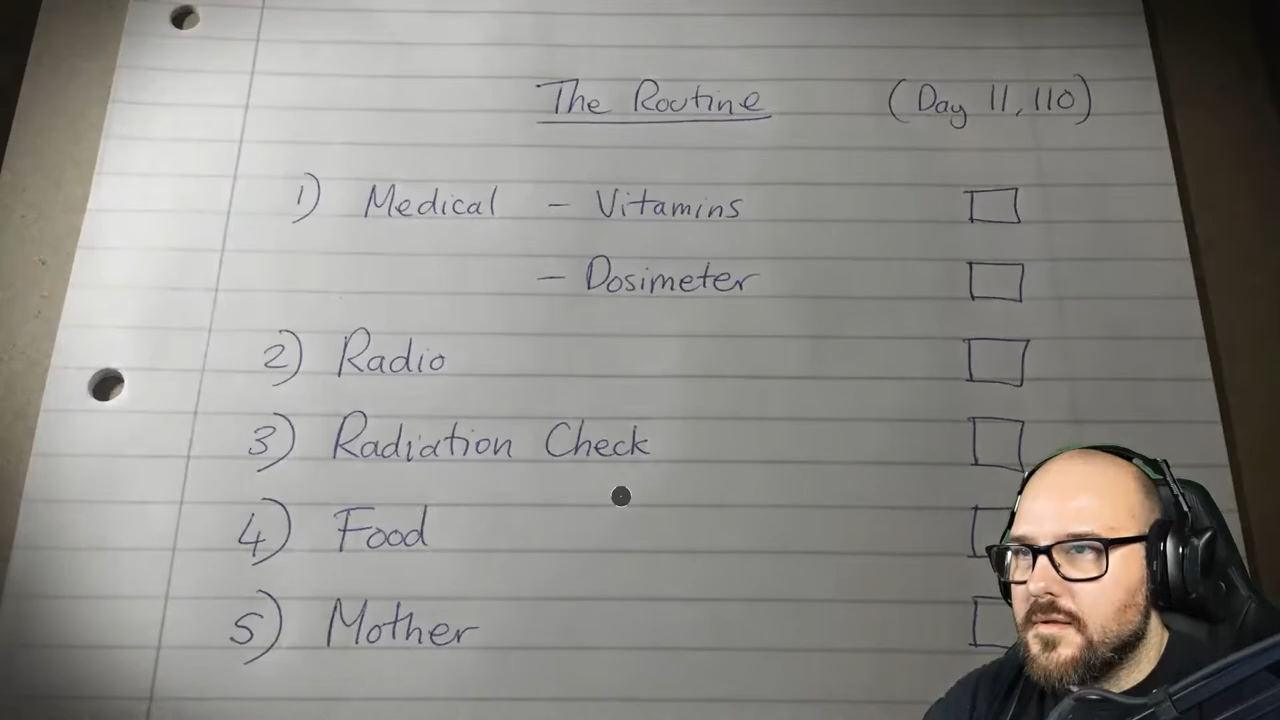 The Routine (Day 11,110)
1) Medical - Vitamins
- Dosimeter
2) Radio
3) Radiation Check
4) Food
5) Mother